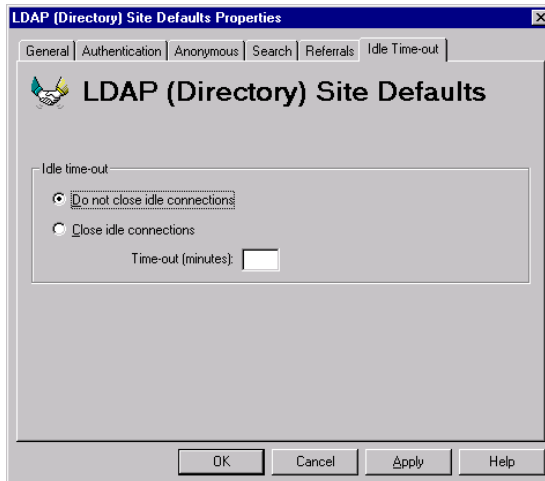 LDAP (Directory) Site Defaults Properties
General Authentication Anonymous Search Referrals Idle Time-out
LDAP (Directory) Site Defaults
Idle time-out
Do not close idle connections
Close idle connections
Time-out (minutes):
OK Cancel Apply Help